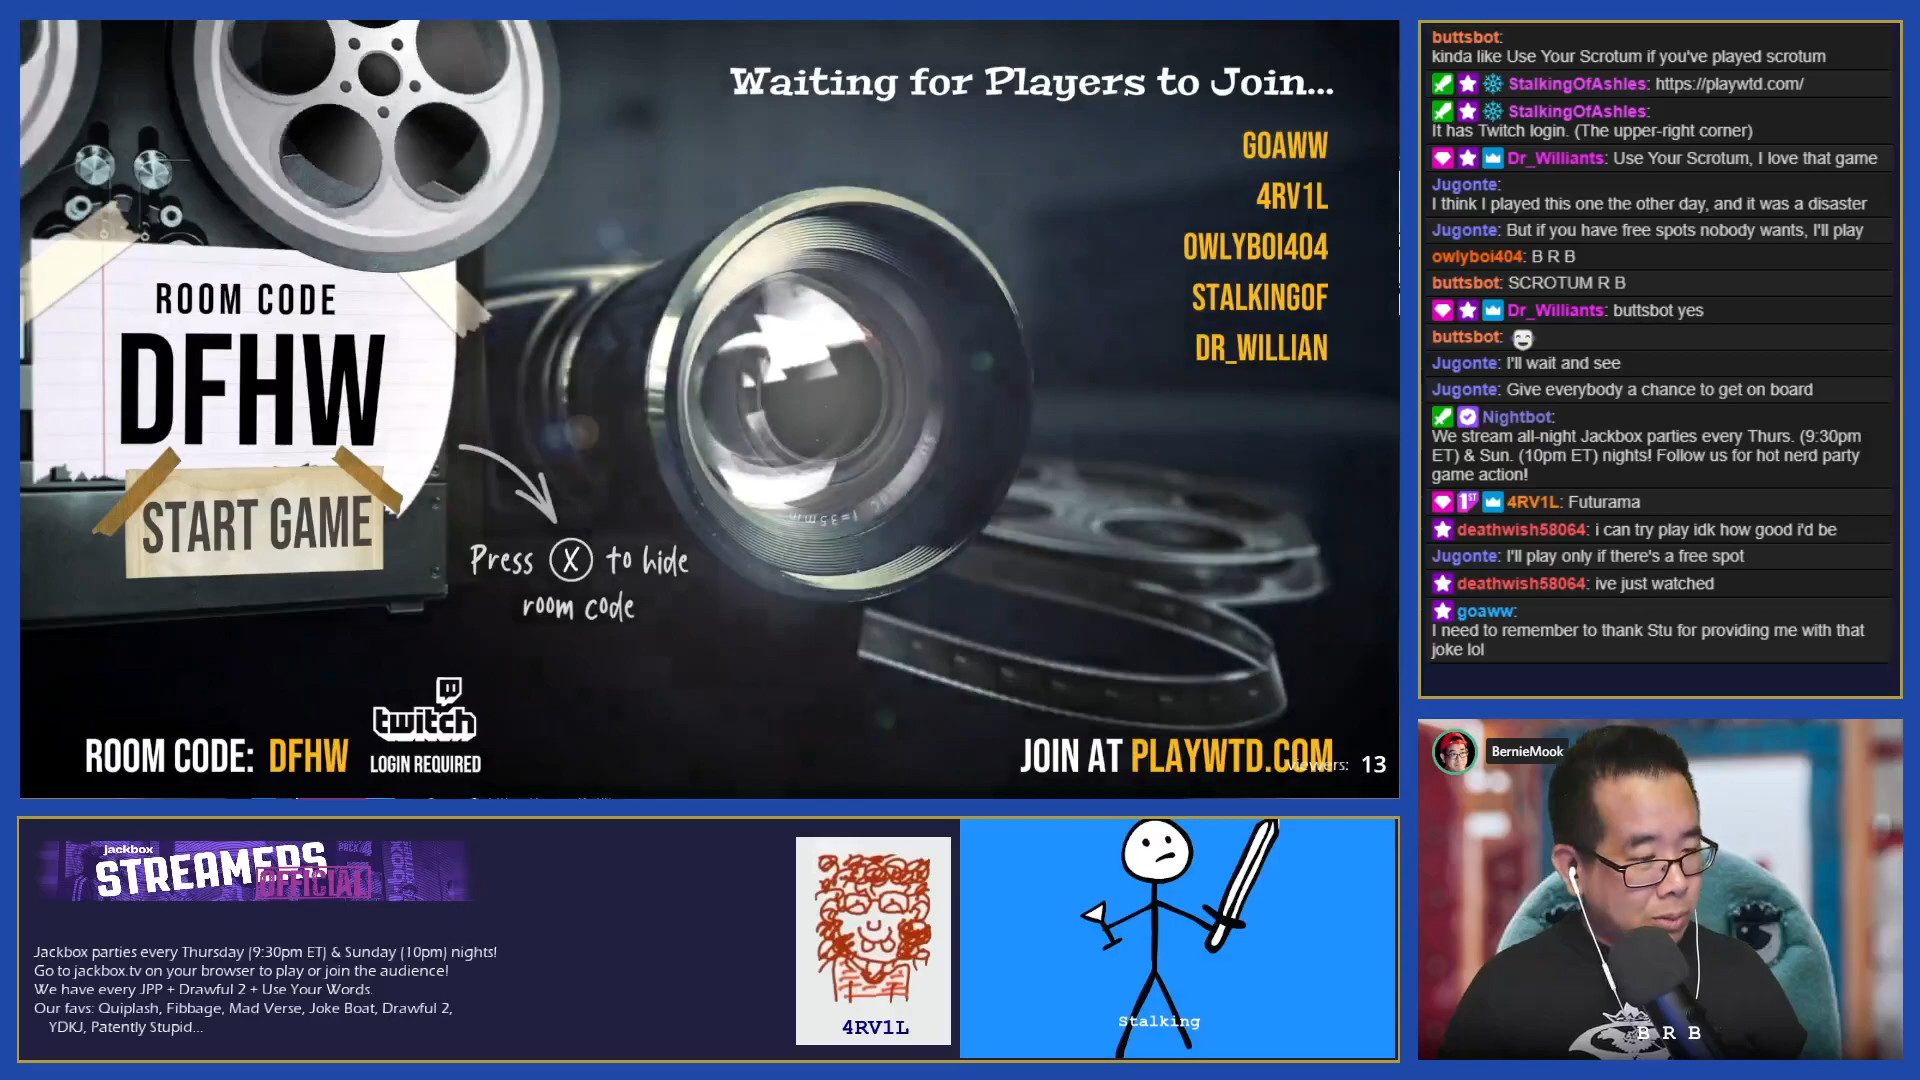 Waiting for Players to Join...
GOAWW
4RV1L
OWLYBOI404
STALKINGOF
DR_WILLIAN
ROOM CODE
DFHW
START GAME
Press X to hide
room code
ROOM CODE: DFHW
twitch
LOGIN REQUIRED
JOIN AT PLAYWTD.COM
viewers: 13
buttsbot:
kinda like Use Your Scrotum if you've played scrotum
StalkingOfAshles: https://playwtd.com/
StalkingOfAshles:
It has Twitch login. (The upper-right corner)
Dr_Williants: Use Your Scrotum, I love that game
Jugonte:
I think I played this one the other day, and it was a disaster
Jugonte: But if you have free spots nobody wants, I'll play
owlyboi404: B R B
buttsbot: SCROTUM R B
Dr_Williants: buttsbot yes
buttsbot:
Jugonte: I'll wait and see
Jugonte: Give everybody a chance to get on board
Nightbot:
We stream all-night Jackbox parties every Thurs. (9:30pm
ET) & Sun. (10pm ET) nights! Follow us for hot nerd party
game action!
1ST 4RV1L: Futurama
deathwish58064: i can try play idk how good i'd be
Jugonte: I'll play only if there's a free spot
deathwish58064: ive just watched
goaww:
I need to remember to thank Stu for providing me with that
joke lol
jackbox
STREAMERS
OFFICIAL
Jackbox parties every Thursday (9:30pm ET) & Sunday (10pm) nights!
Go to jackbox.tv on your browser to play or join the audience!
We have every JPP + Drawful 2 + Use Your Words.
Our favs: Quiplash, Fibbage, Mad Verse, Joke Boat, Drawful 2,
YDKJ, Patently Stupid...
4RV1L
Stalking
BernieMook
B R B